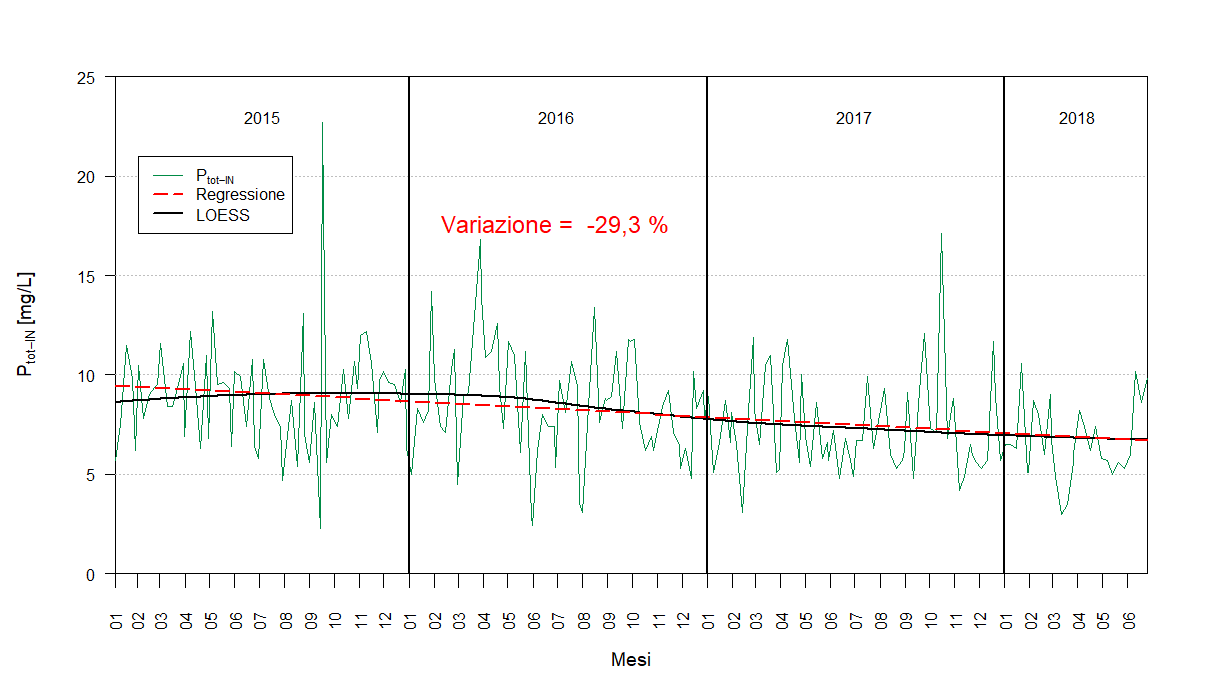 25
20
15
10
5
0
P_tot–IN [mg/L]
2015
2016
2017
2018
P_tot–IN
Regressione
LOESS
Variazione = -29,3 %
01 02 03 04 05 06 07 08 09 10 11 12 01 02 03 04 05 06 07 08 09 10 11 12 01 02 03 04 05 06 07 08 09 10 11 12 01 02 03 04 05 06
Mesi